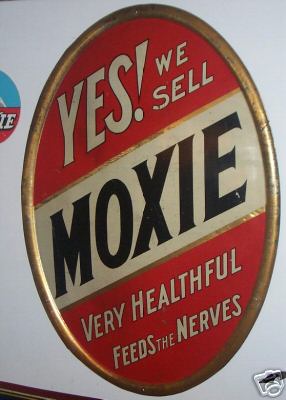 YES! WE
SELL
MOXIE
VERY HEALTHFUL
FEEDS THE NERVES